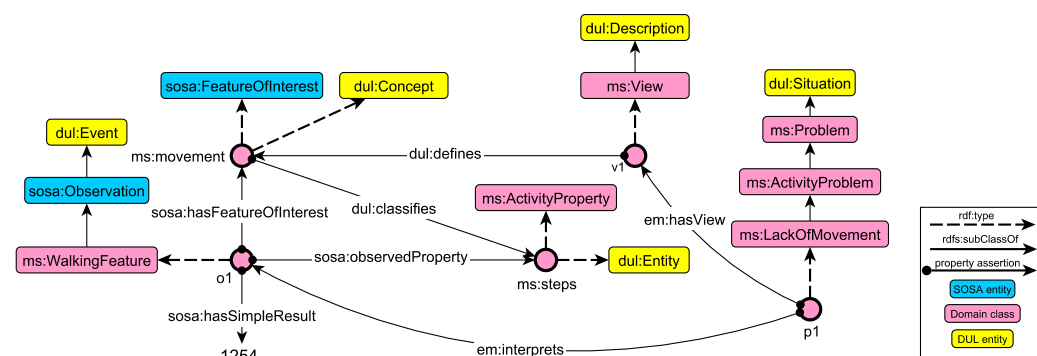 dul:Description
sosa:FeatureOfInterest
dul:Concept
ms:View
dul:Situation
dul:Event
ms:Problem
ms:movement
dul:defines
v1
sosa:Observation
ms:ActivityProperty
ms:ActivityProblem
sosa:hasFeatureOfInterest
dul:classifies
em:hasView
ms:LackOfMovement
rdf:type
ms:WalkingFeature
sosa:observedProperty
dul:Entity
rdfs:subClassOf
o1
ms:steps
property assertion
SOSA entity
sosa:hasSimpleResult
Domain class
p1
em:interprets
DUL entity
1254